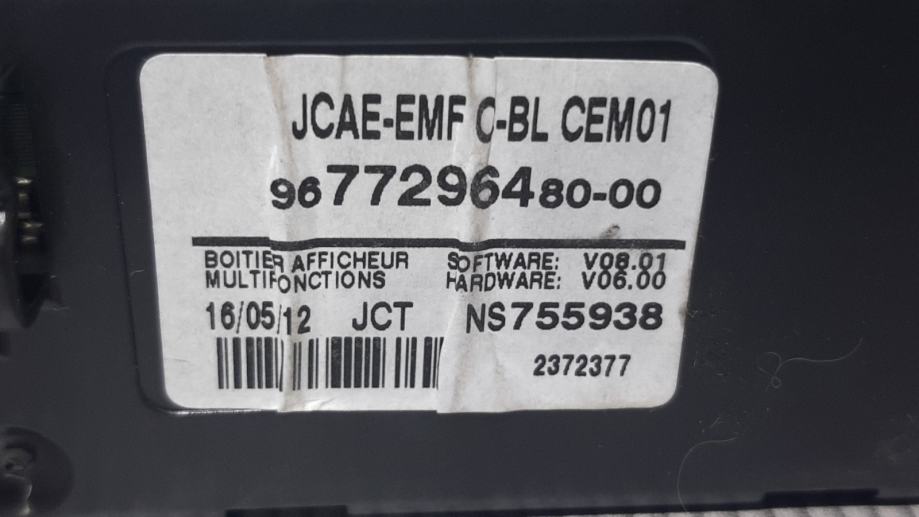 JCAE-EMF C-BL CEM01
9677296480-00
BOITIER AFFICHEUR SOFTWARE: V08.01
MULTIFONCTIONS HARDWARE: V06.00
16/05/12 JCT NS755938
2372377